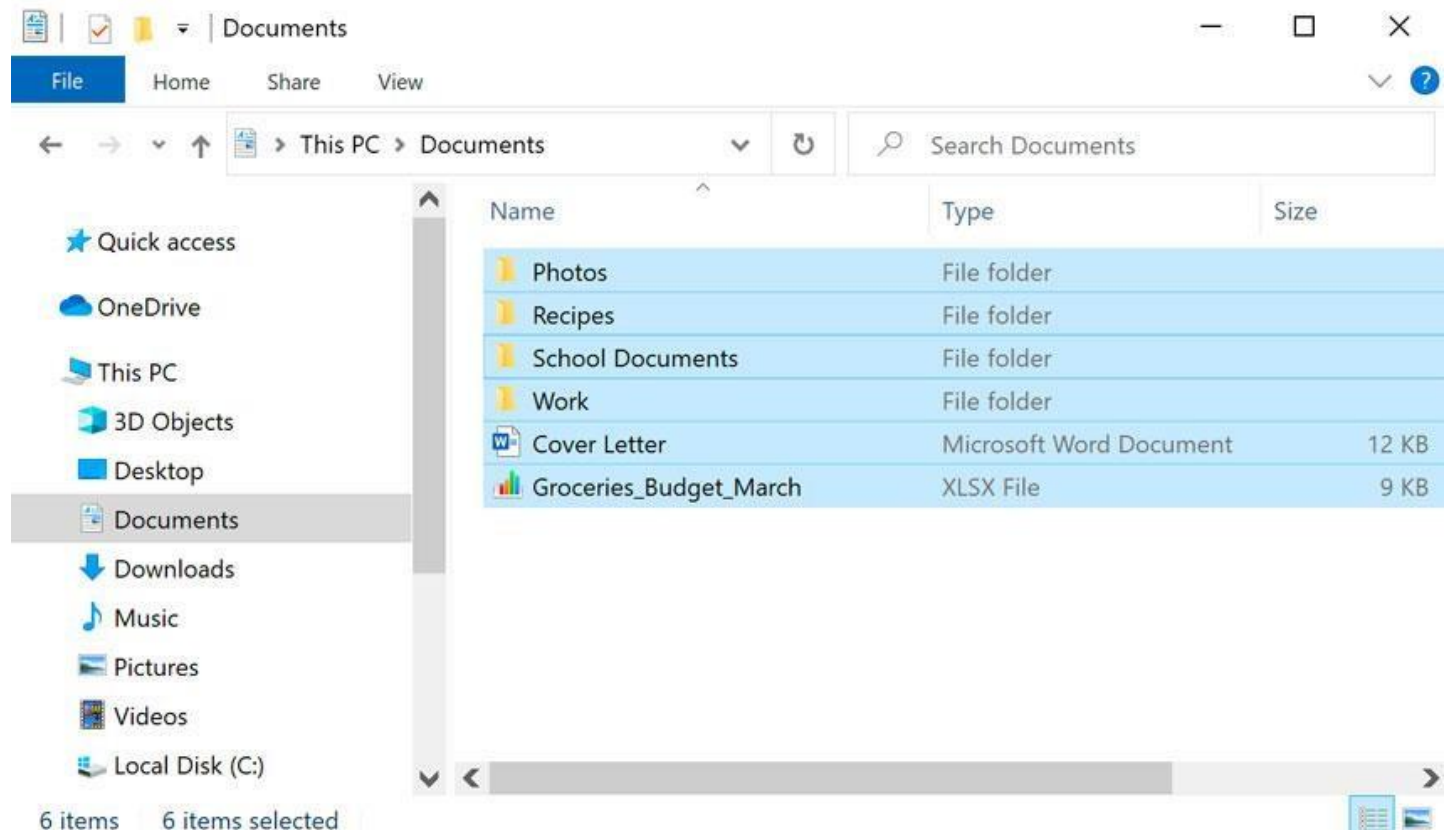 Documents
File Home Share View ?
This PC > Documents Search Documents
Name Type Size
Quick access
OneDrive
This PC
3D Objects
Desktop
Documents
Downloads
Music
Pictures
Videos
Local Disk (C:)
Photos File folder
Recipes File folder
School Documents File folder
Work File folder
Cover Letter Microsoft Word Document 12 KB
Groceries_Budget_March XLSX File 9 KB
6 items 6 items selected